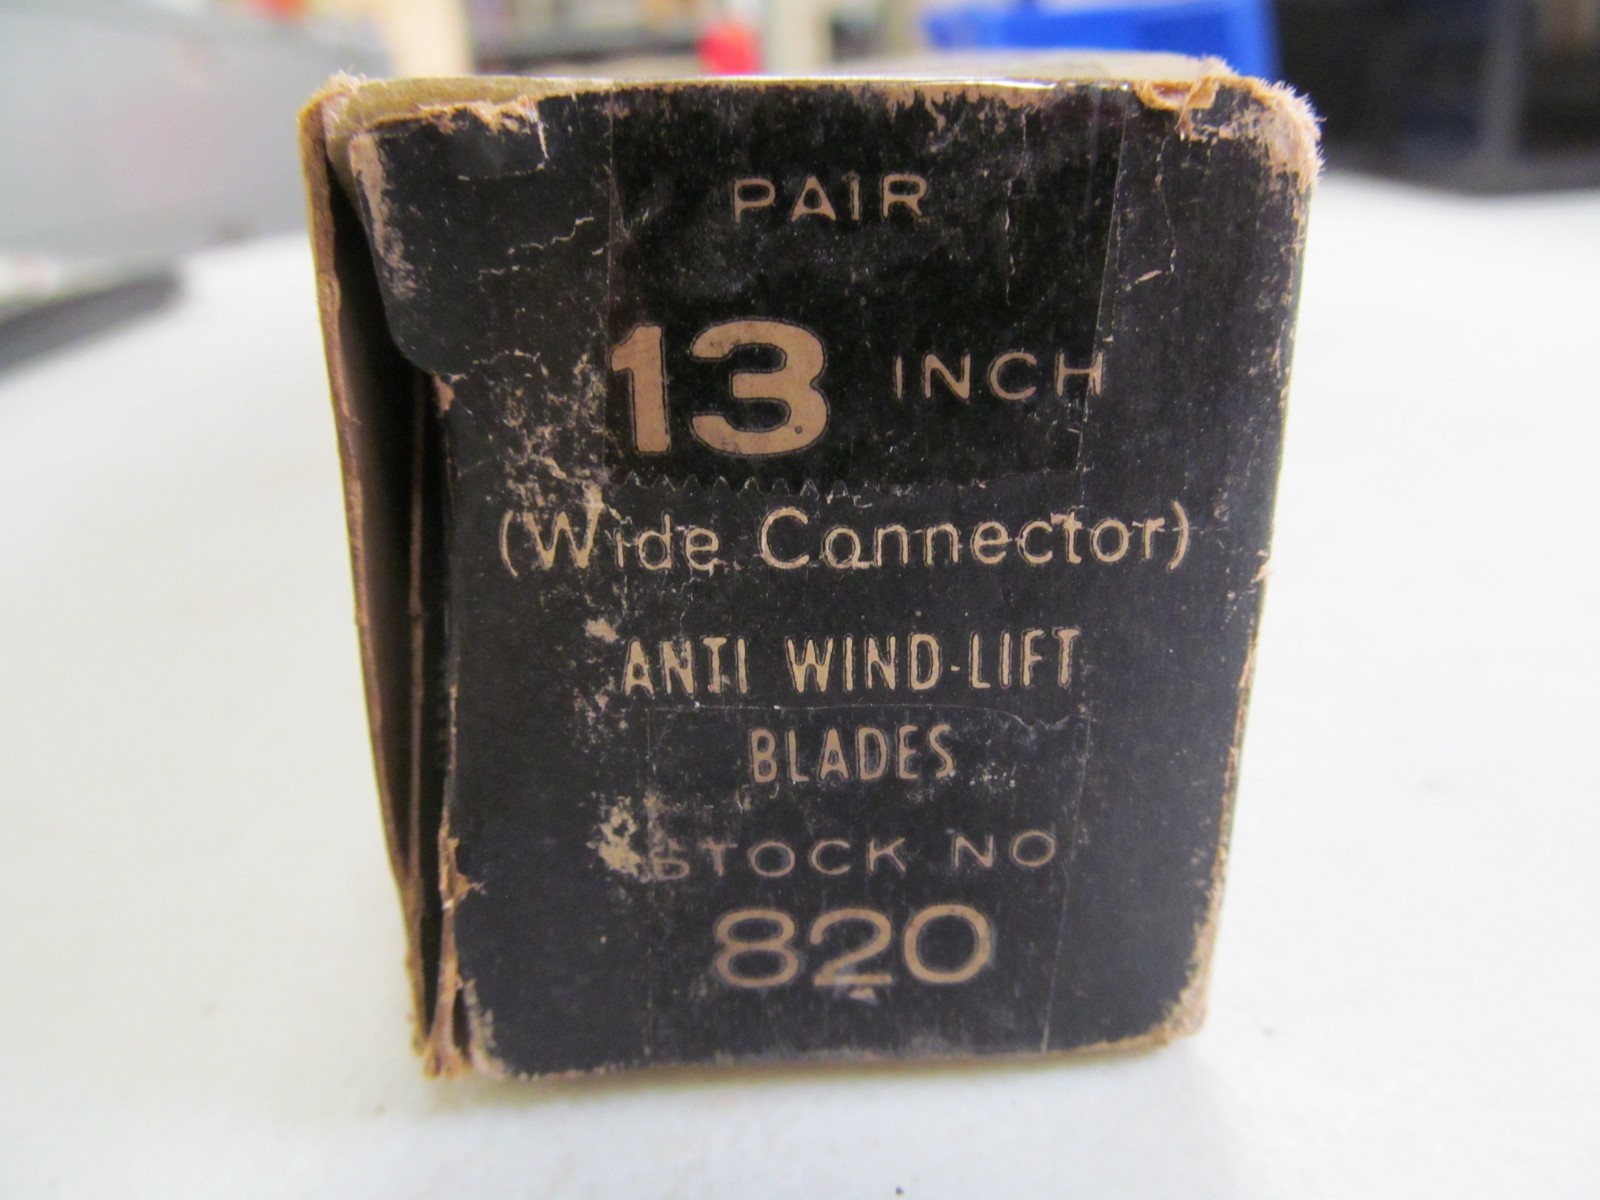 PAIR
13 INCH
(Wide Connector)
ANTI WIND-LIFT
BLADES
STOCK NO
820